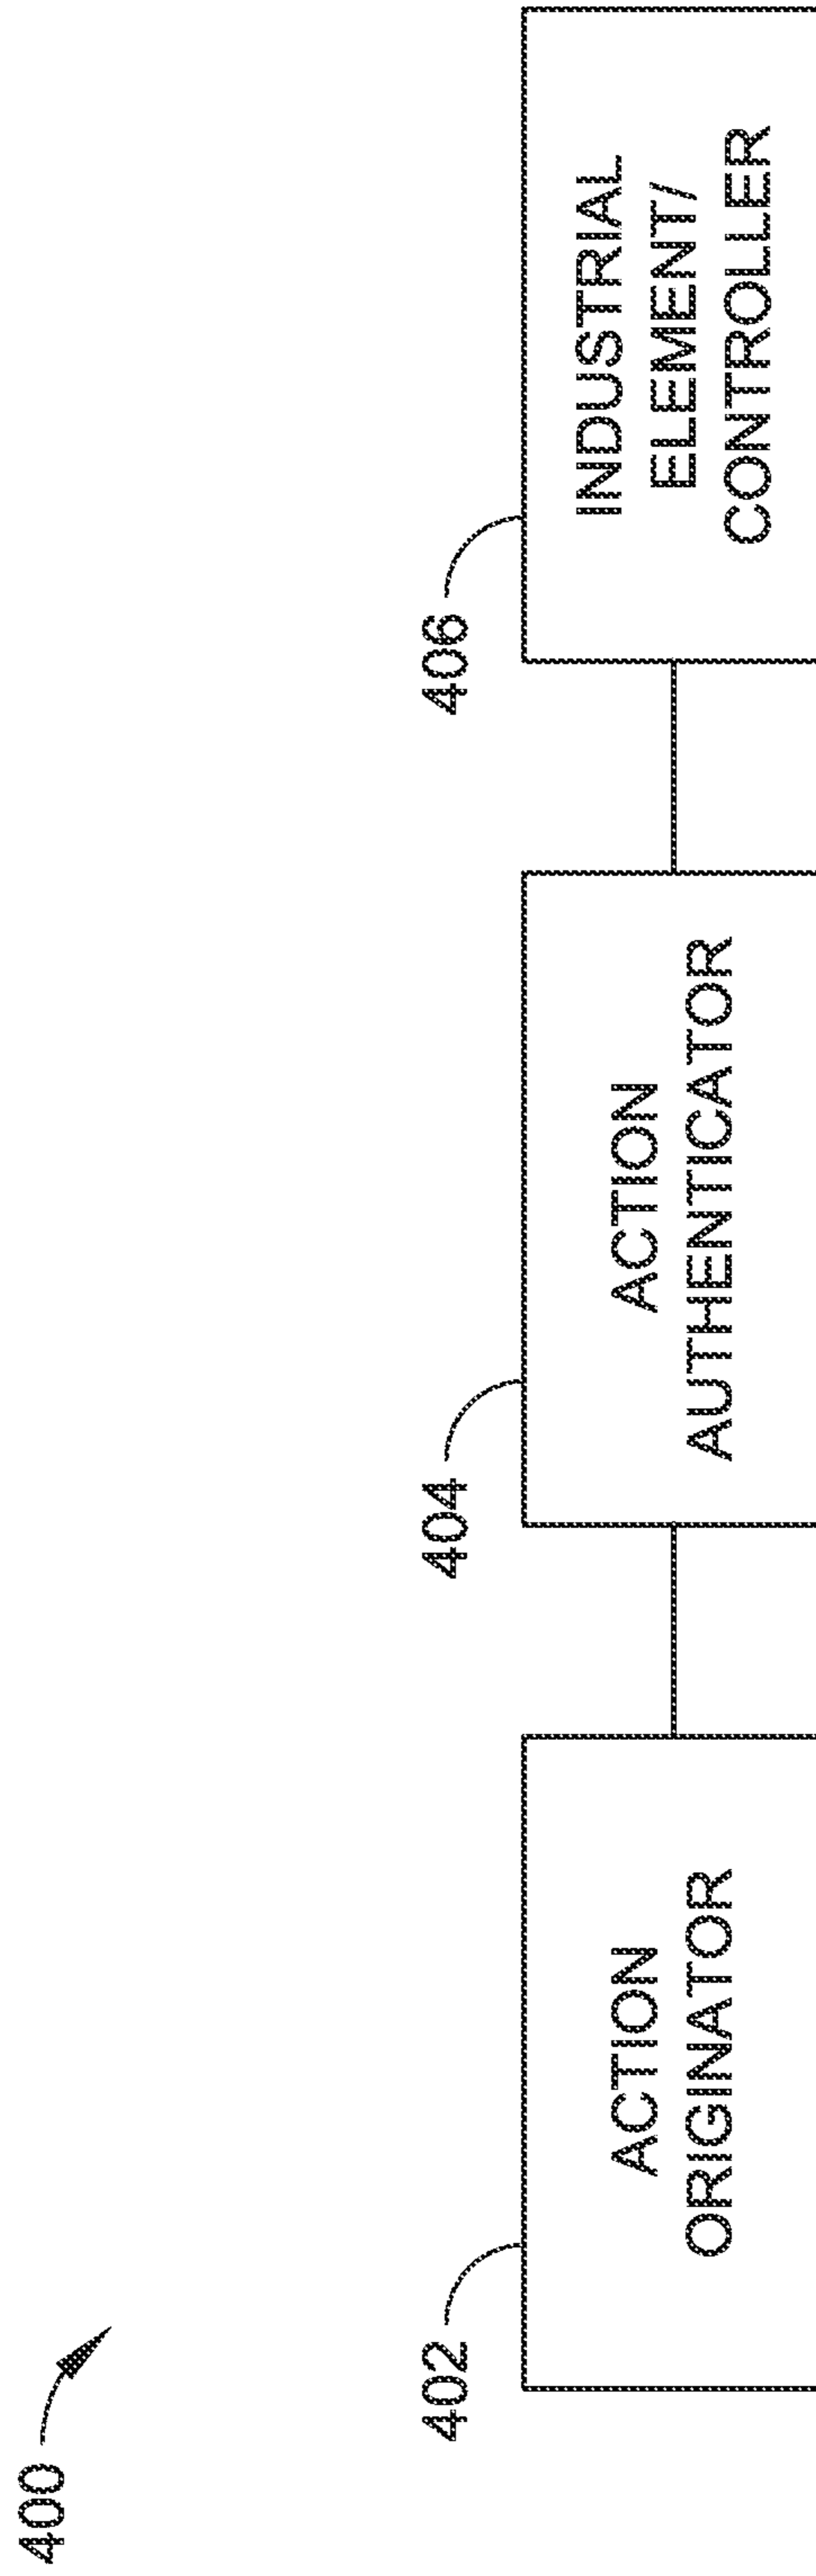 400
402
ACTION
ORIGINATOR
404
ACTION
AUTHENTICATOR
406
INDUSTRIAL
ELEMENT/
CONTROLLER